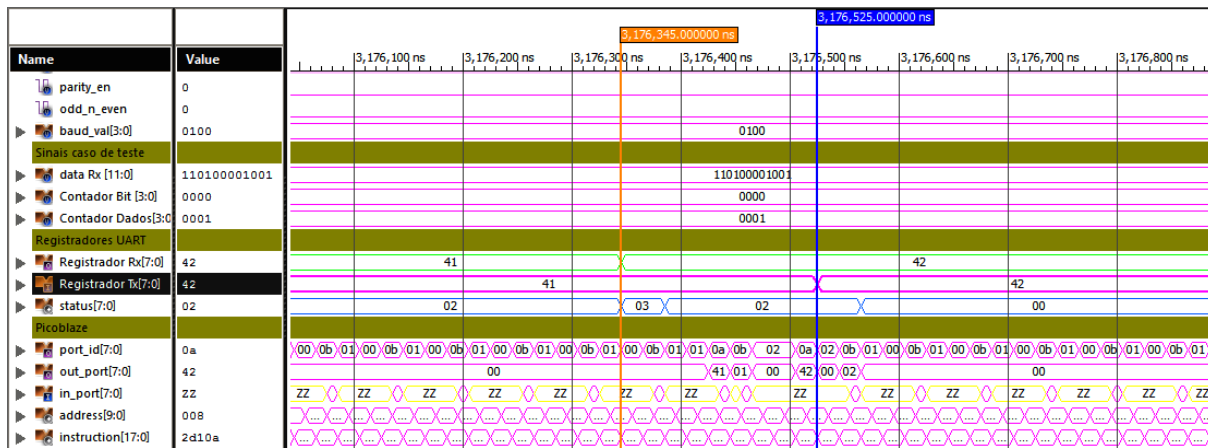 3,176,525.000000 ns
3,176,345.000000 ns
Name Value 3,176,100 ns 3,176,200 ns 3,176,300 ns 3,176,400 ns 3,176,500 ns 3,176,600 ns 3,176,700 ns 3,176,800 ns
parity_en 0
odd_n_even 0
baud_val[3:0] 0100 0100
Sinais caso de teste
data Rx [11:0] 110100001001 110100001001
Contador Bit [3:0] 0000 0000
Contador Dados[3:0 0001 0001
Registradores UART
Registrador Rx[7:0] 42 41 42
Registrador Tx[7:0] 42 41 42
status[7:0] 02 02 03 02 00
Picoblaze
port_id[7:0] 0a 00 0b 01 00 0b 01 00 0b 01 00 0b 01 00 0b 01 00 0b 01 0a 0b 02 0a 02 0b 01 00 0b 01 00 0b 01 00 0b 01 00 0b 01 00 0b 01
out_port[7:0] 42 00 41 01 00 42 00 02 00
in_port[7:0] ZZ ZZ ZZ ZZ ZZ ZZ ZZ ZZ ZZ ZZ ZZ ZZ ZZ ZZ
address[9:0] 008 ... ... ... ... ... ... ... ... ... ... ... ... ... ... ... ... ... ... ... ... ...
instruction[17:0] 2d10a ... ... ... ... ... ... ... ... ... ... ... ... ... ... ... ... ... ... ... ... ...